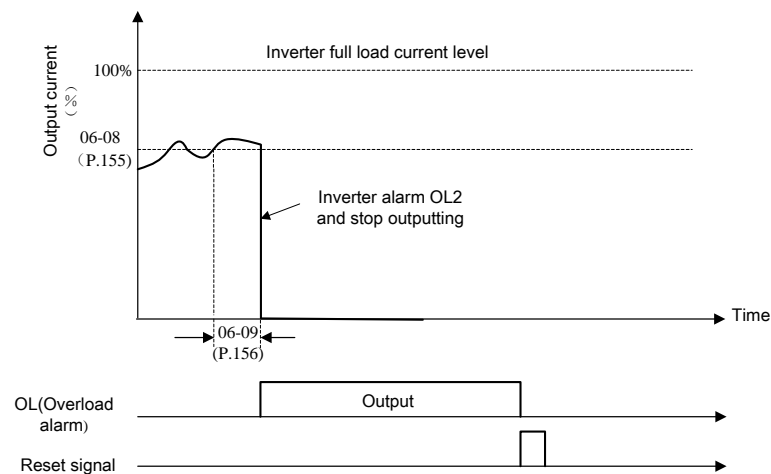 Output current
（%）
Inverter full load current level
100%
06-08
（P.155）
Inverter alarm OL2
and stop outputting
Time
06-09
(P.156)
OL(Overload
alarm）
Output
Reset signal